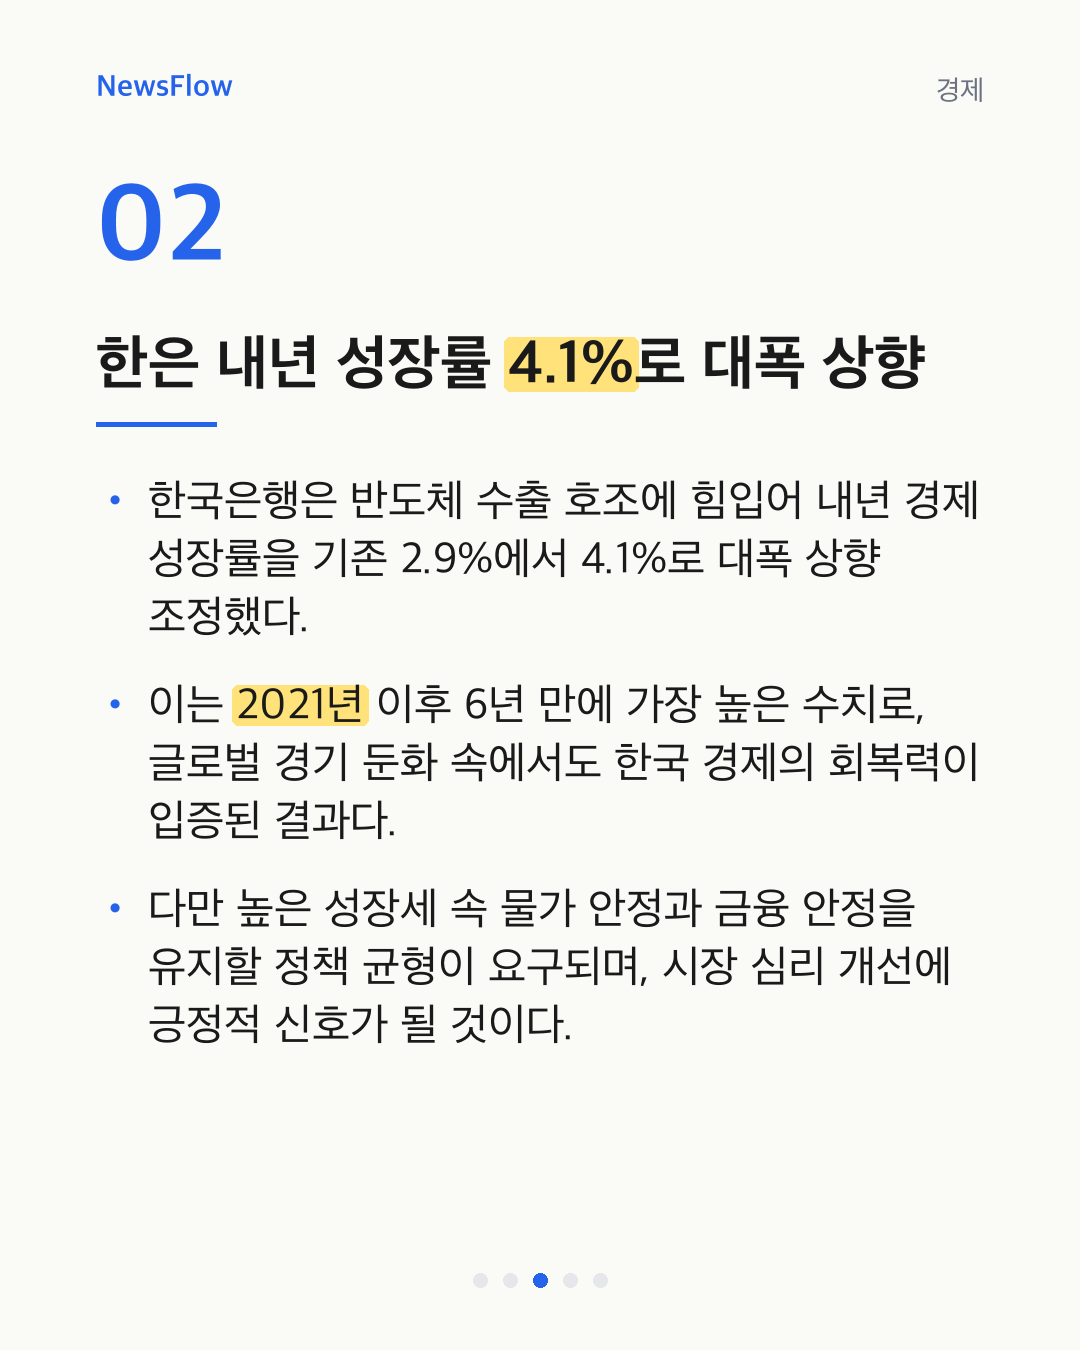 NewsFlow
경제
02
한은 내년 성장률 4.1%로 대폭 상향
한국은행은 반도체 수출 호조에 힘입어 내년 경제
성장률을 기존 2.9%에서 4.1%로 대폭 상향
조정했다.
이는 2021년 이후 6년 만에 가장 높은 수치로,
글로벌 경기 둔화 속에서도 한국 경제의 회복력이
입증된 결과다.
다만 높은 성장세 속 물가 안정과 금융 안정을
유지할 정책 균형이 요구되며, 시장 심리 개선에
긍정적 신호가 될 것이다.